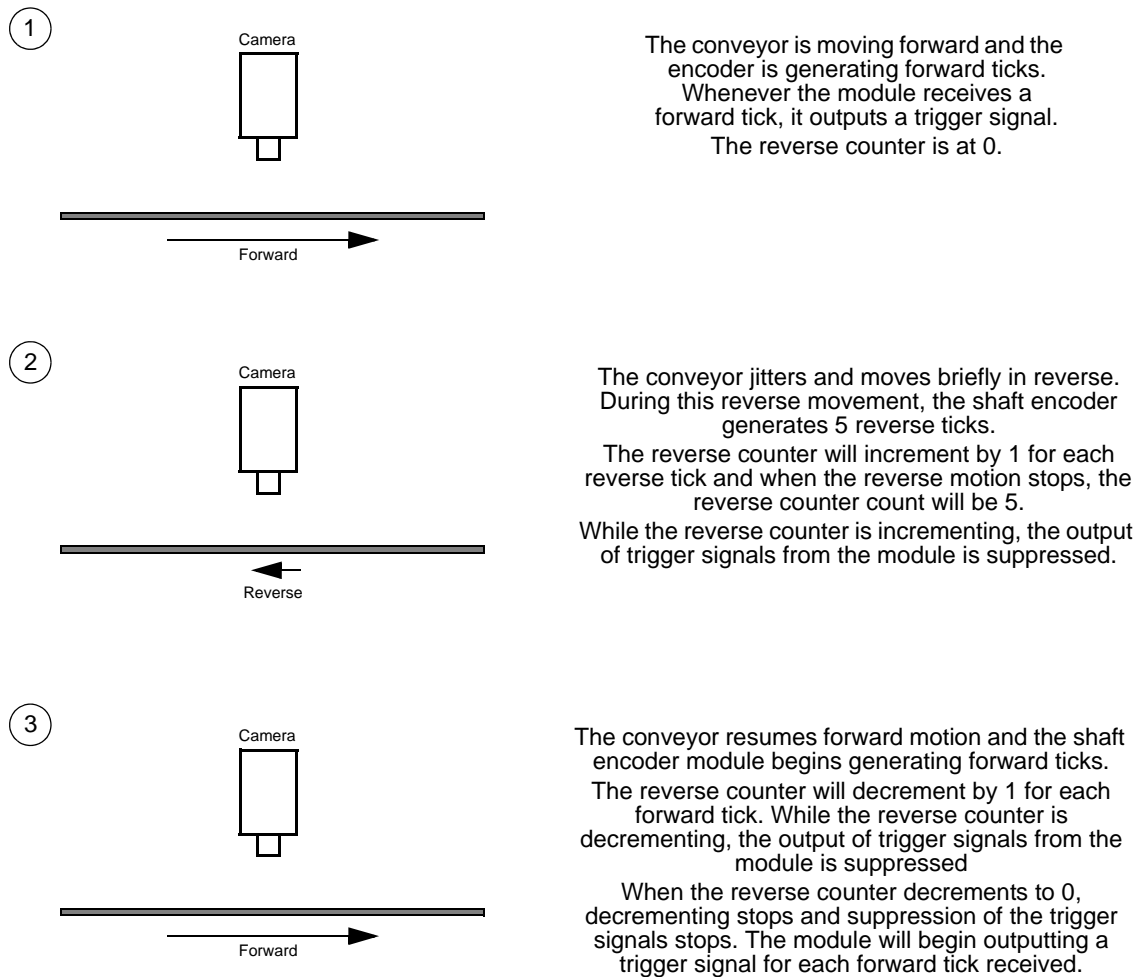 1
Camera
Forward
The conveyor is moving forward and the
encoder is generating forward ticks.
Whenever the module receives a
forward tick, it outputs a trigger signal.
The reverse counter is at 0.
2
Camera
Reverse
The conveyor jitters and moves briefly in reverse.
During this reverse movement, the shaft encoder
generates 5 reverse ticks.
The reverse counter will increment by 1 for each
reverse tick and when the reverse motion stops, the
reverse counter count will be 5.
While the reverse counter is incrementing, the output
of trigger signals from the module is suppressed.
3
Camera
Forward
The conveyor resumes forward motion and the shaft
encoder module begins generating forward ticks.
The reverse counter will decrement by 1 for each
forward tick. While the reverse counter is
decrementing, the output of trigger signals from the
module is suppressed
When the reverse counter decrements to 0,
decrementing stops and suppression of the trigger
signals stops. The module will begin outputting a
trigger signal for each forward tick received.